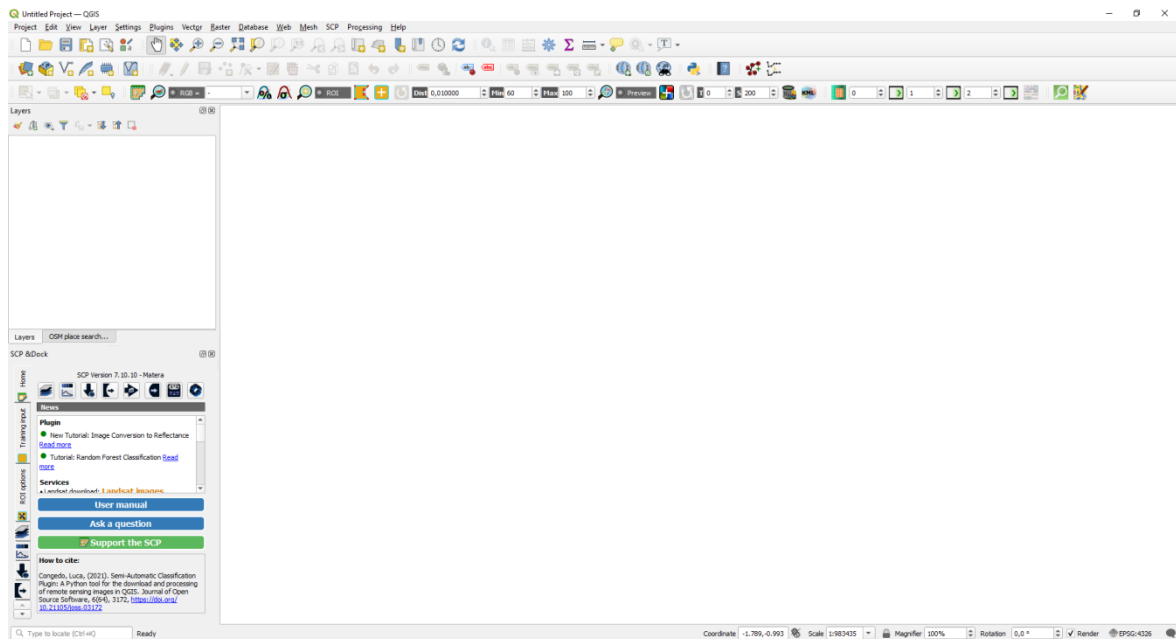 Untitled Project — QGIS
Project Edit View Layer Settings Plugins Vector Raster Database Web Mesh SCP Processing Help
RGB = - ROI Dist 0,010000 Min 60 Max 100 Preview T 0 S 200 0 1 2
Layers
Layers OSM place search...
SCP &Dock
Home
Training input
ROI options
SCP Version 7.10.10 - Matera
News
Plugin
New Tutorial: Image Conversion to Reflectance
Read more
Tutorial: Random Forest Classification Read
more
Services
Landsat download: Landsat images
User manual
Ask a question
Support the SCP
How to cite:
Congedo, Luca, (2021). Semi-Automatic Classification
Plugin: A Python tool for the download and processing
of remote sensing images in QGIS. Journal of Open
Source Software, 6(64), 3172, https://doi.org/
10.21105/joss.03172
Type to locate (Ctrl+K) Ready Coordinate -1.789,-0.993 Scale 1:983435 Magnifier 100% Rotation 0,0 ° Render EPSG:4326